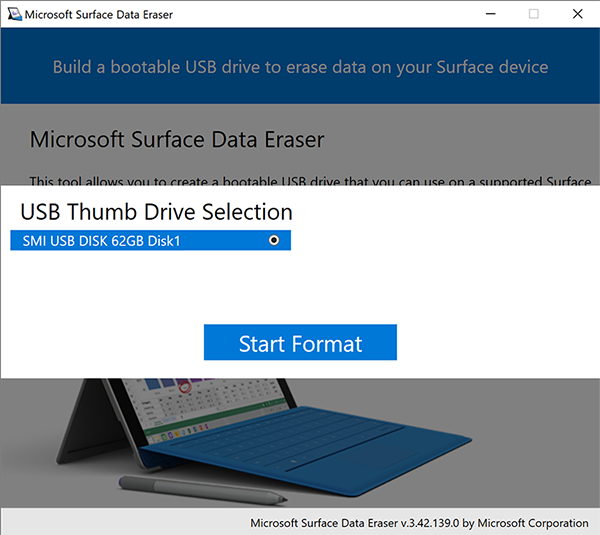 Microsoft Surface Data Eraser
Build a bootable USB drive to erase data on your Surface device
Microsoft Surface Data Eraser
This tool allows you to create a bootable USB drive that you can use on a supported Surface
USB Thumb Drive Selection
SMI USB DISK 62GB Disk1
Start Format
Microsoft Surface Data Eraser v.3.42.139.0 by Microsoft Corporation